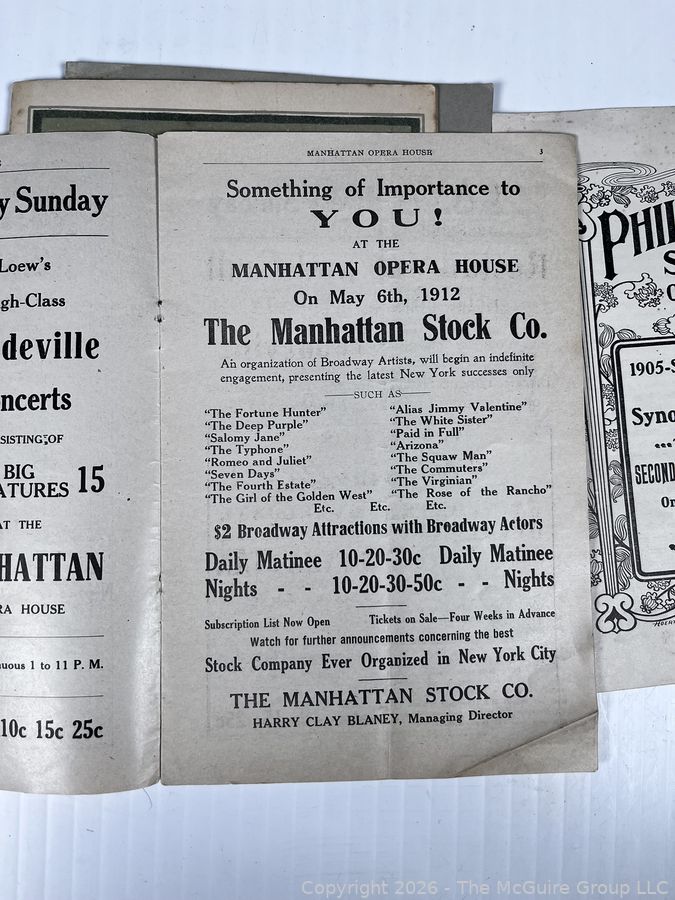 y Sunday
Loew's
gh-Class
deville
ncerts
SISTING OF
BIG
ATURES 15
AT THE
HATTAN
RA HOUSE
uous 1 to 11 P. M.
10c 15c 25c
MANHATTAN OPERA HOUSE 3
Something of Importance to
YOU!
AT THE
MANHATTAN OPERA HOUSE
On May 6th, 1912
The Manhattan Stock Co.
An organization of Broadway Artists, will begin an indefinite
engagement, presenting the latest New York successes only
SUCH AS
"The Fortune Hunter"
"The Deep Purple"
"Salomy Jane"
"The Typhone"
"Romeo and Juliet"
"Seven Days"
"The Fourth Estate"
"The Girl of the Golden West"
"Alias Jimmy Valentine"
"The White Sister"
"Paid in Full"
"Arizona"
"The Squaw Man"
"The Commuters"
"The Virginian"
"The Rose of the Rancho"
Etc. Etc. Etc.
$2 Broadway Attractions with Broadway Actors
Daily Matinee 10-20-30c Daily Matinee
Nights - - 10-20-30-50c - - Nights
Subscription List Now Open Tickets on Sale—Four Weeks in Advance
Watch for further announcements concerning the best
Stock Company Ever Organized in New York City
THE MANHATTAN STOCK CO.
HARRY CLAY BLANEY, Managing Director
PHIL
S
1905-S
Syno
SECOND
Or
Copyright 2026 - The McGuire Group LLC